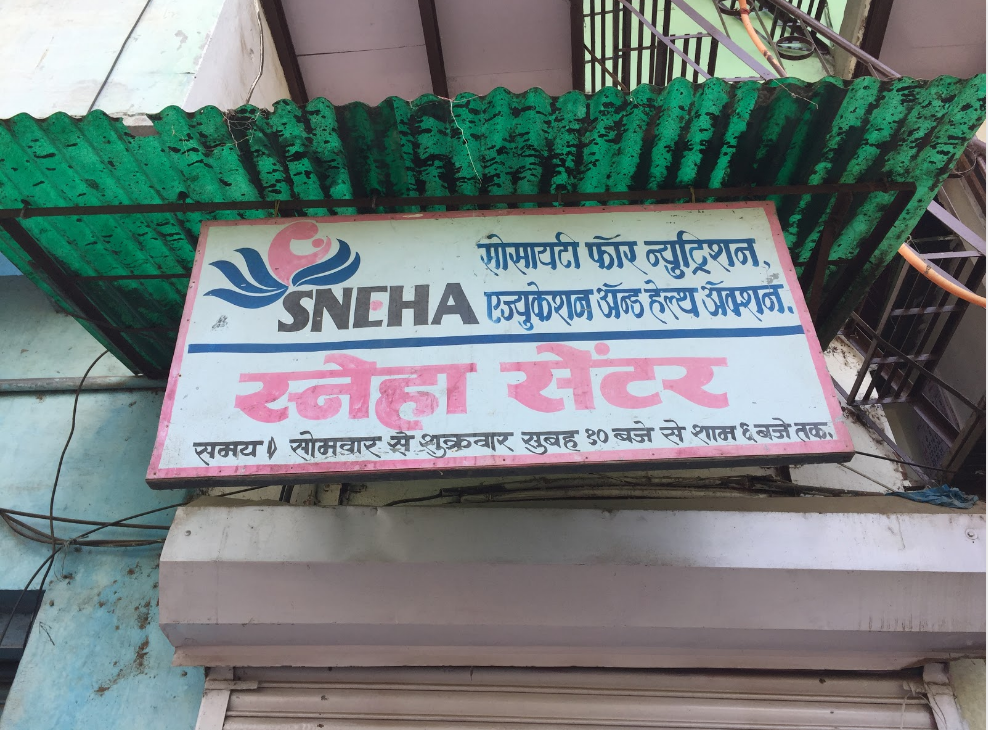 SNEHA
सोसायटी फॉर न्युट्रिशन,
एज्युकेशन ॲन्ड हेल्थ ॲक्शन.
स्नेहा सेंटर
समय: सोमवार से शुक्रवार सुबह १० बजे से शाम ६ बजे तक.